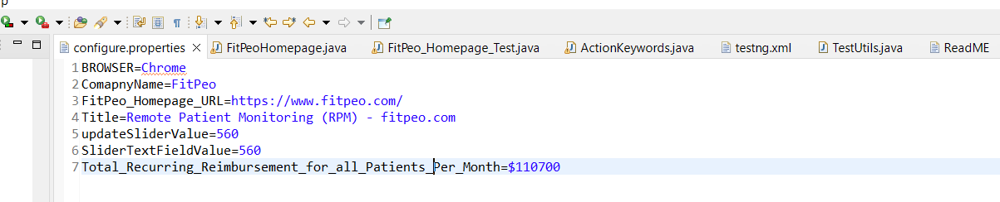 p
configure.properties FitPeoHomepage.java FitPeo_Homepage_Test.java ActionKeywords.java testng.xml TestUtils.java ReadME
1 BROWSER=Chrome
2 ComapnyName=FitPeo
3 FitPeo_Homepage_URL=https://www.fitpeo.com/
4 Title=Remote Patient Monitoring (RPM) - fitpeo.com
5 updateSliderValue=560
6 SliderTextFieldValue=560
7 Total_Recurring_Reimbursement_for_all_Patients_Per_Month=$110700